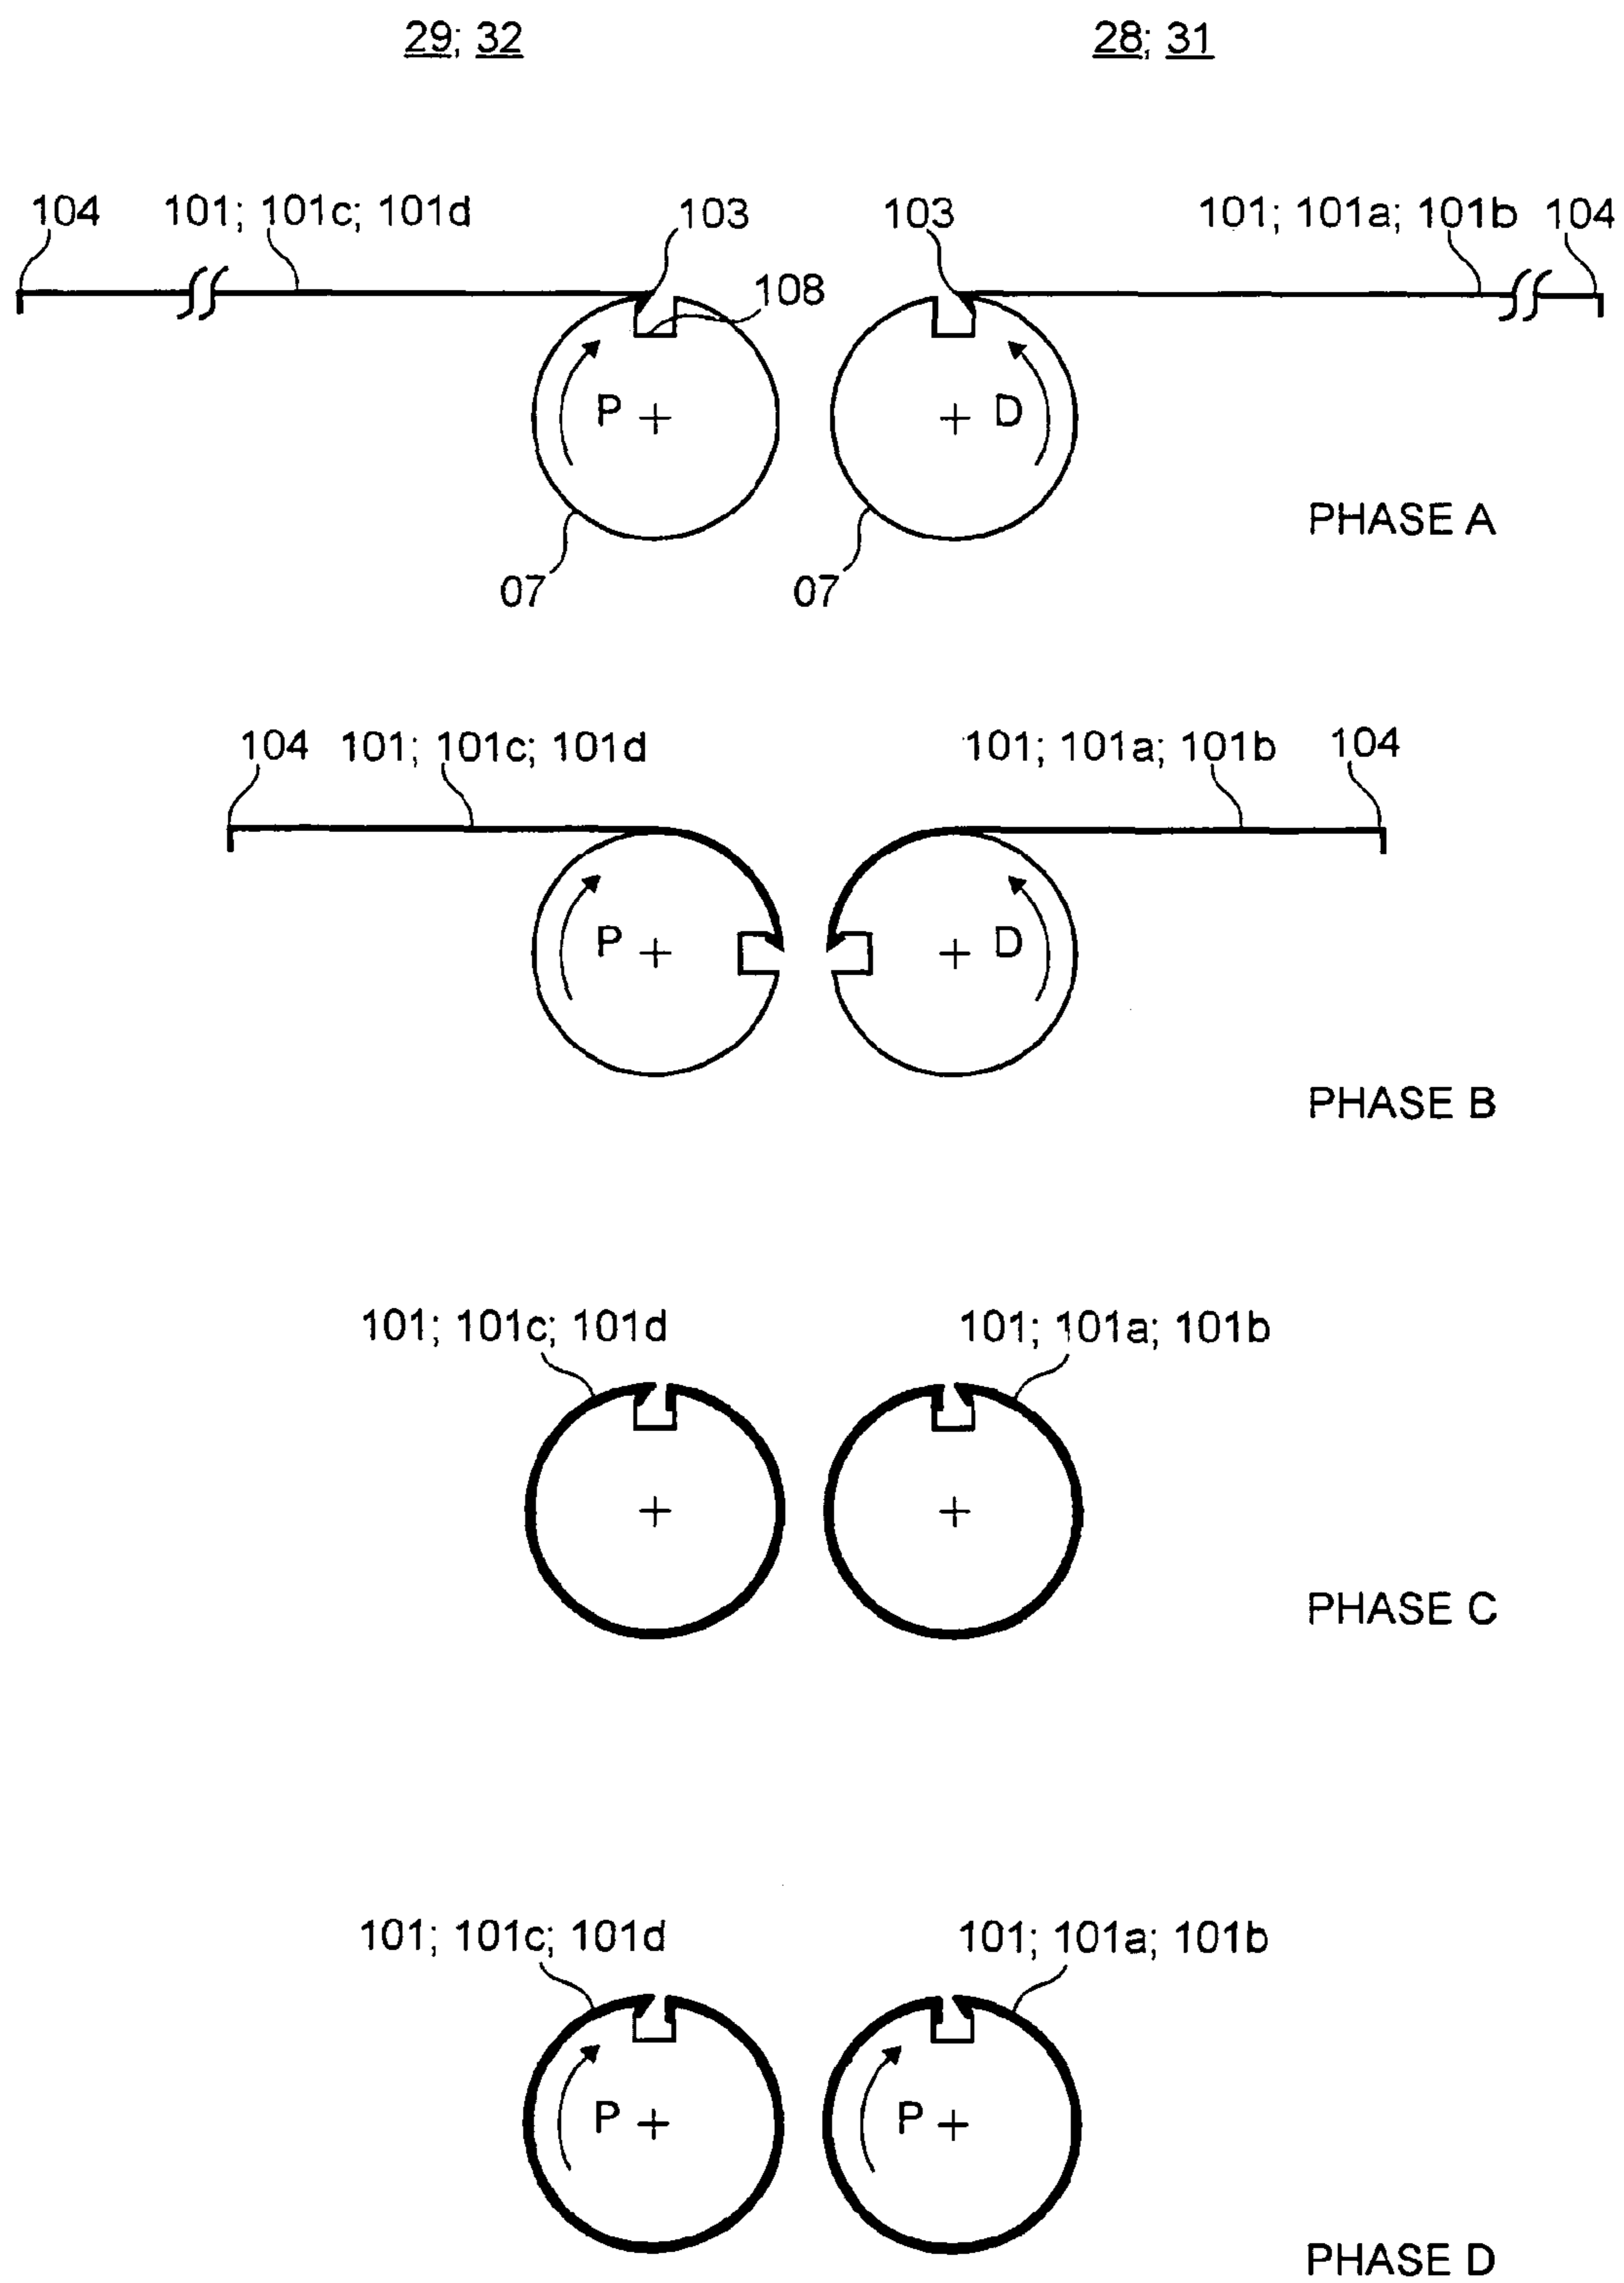 29; 32
28; 31
104 101; 101c; 101d 103 103 101; 101a; 101b 104
108
P D
PHASE A
07 07
104 101; 101c; 101d 101; 101a; 101b 104
P D
PHASE B
101; 101c; 101d 101; 101a; 101b
PHASE C
101; 101c; 101d 101; 101a; 101b
P P
PHASE D